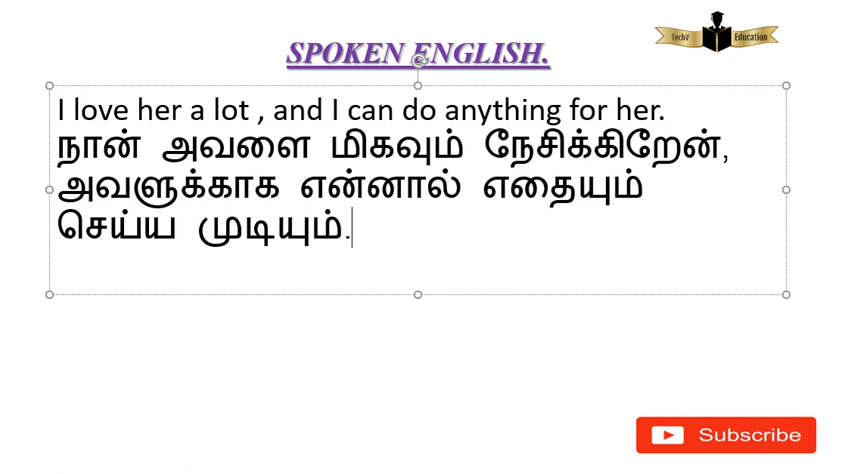 TechV Education
SPOKEN ENGLISH.
I love her a lot , and I can do anything for her.
நான் அவளை மிகவும் நேசிக்கிறேன்,
அவளுக்காக என்னால் எதையும்
செய்ய முடியும்.
Subscribe